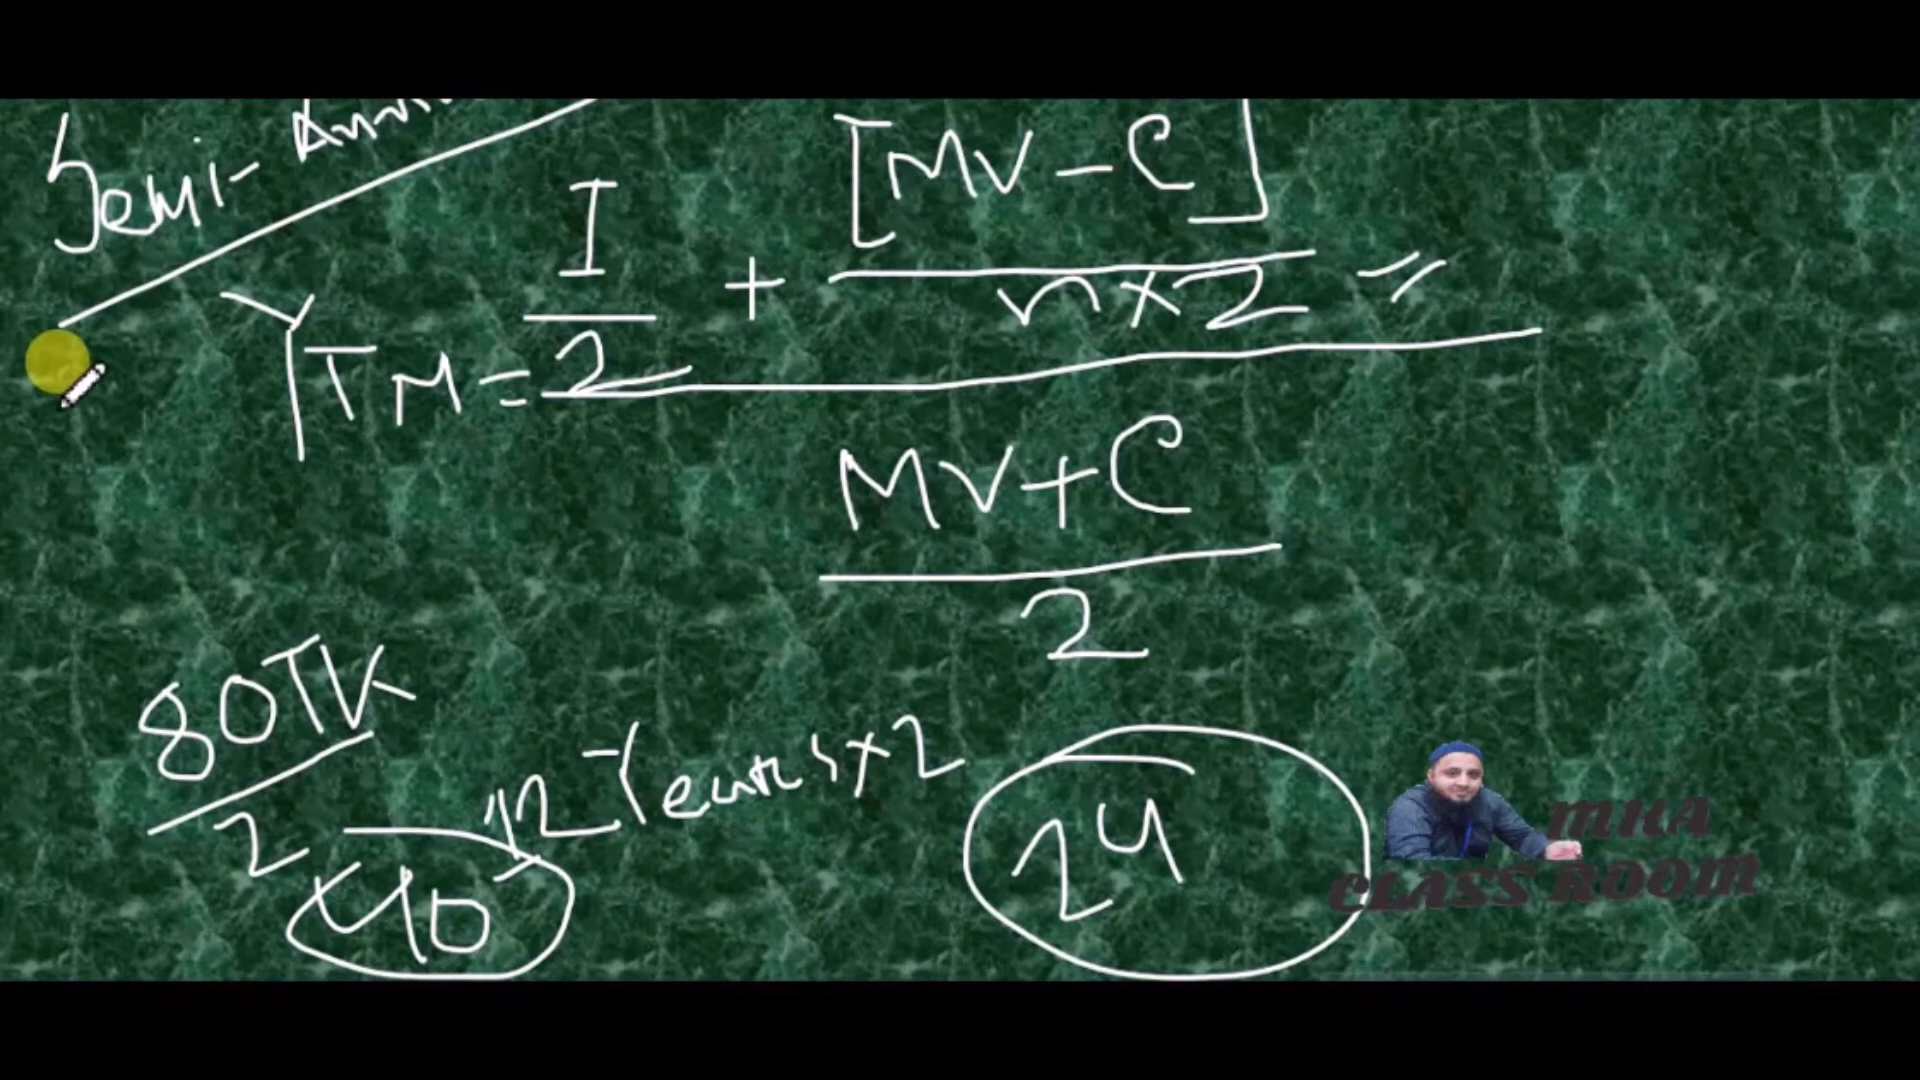 Semi-
I [MV-C]
YTM = 2 + n×2 =
MV+C
2
80TK
2
12 Years×2
40
24
MHA
CLASS ROOM